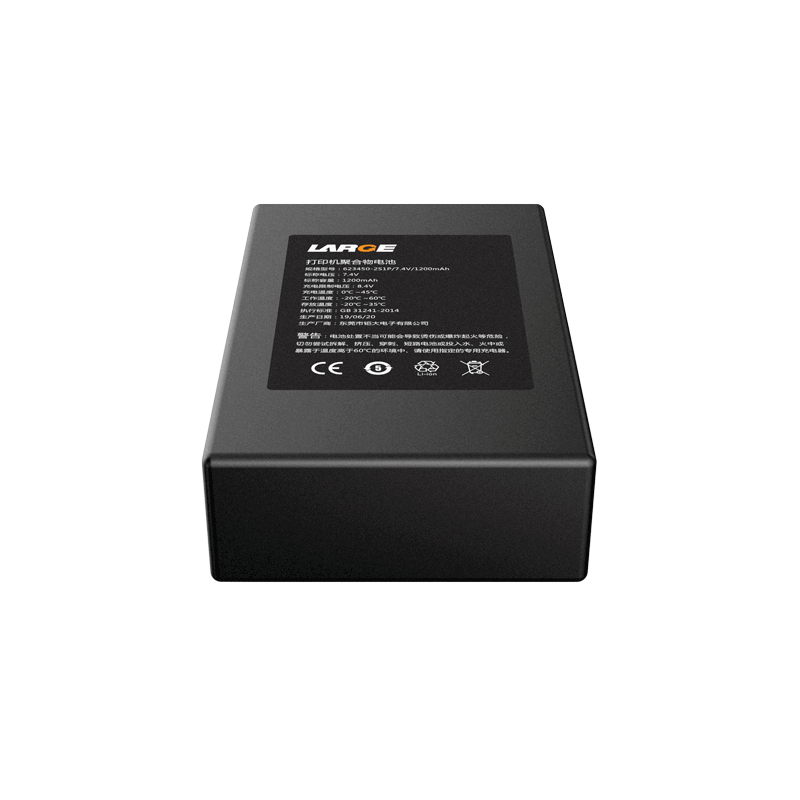 LARGE
打印机聚合物电池
规格型号：623450-2S1P/7.4V/1200mAh
标称电压：7.4V
标称容量：1200mAh
充电限制电压：8.4V
充电温度：0℃~45℃
工作温度：-20℃~60℃
存放温度：-20℃~35℃
执行标准：GB 31241-2014
生产日期：19/06/20
生产厂商：东莞市钜大电子有限公司
警告：电池处置不当可能会导致烫伤或爆炸起火等危险，
切勿尝试拆解、挤压、穿刺、短路电池或投入水、火中或
暴露于温度高于60℃的环境中，请使用指定的专用充电器。
CE 5 Li-ion